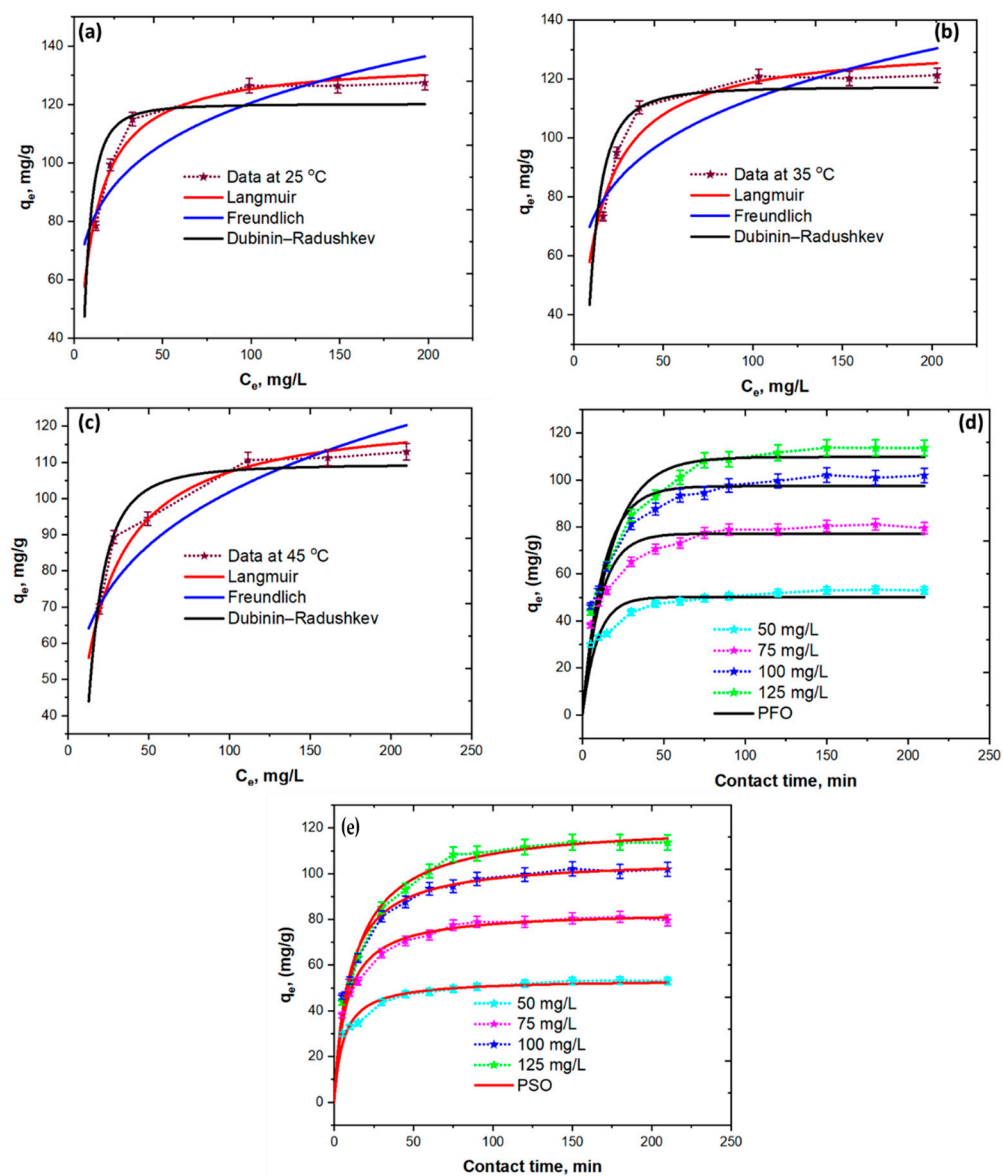 (a)
140
120
100
80
60
40
qₑ, mg/g
Data at 25 °C
Langmuir
Freundlich
Dubinin–Radushkev
0 50 100 150 200
Cₑ, mg/L
(b)
140
120
100
80
60
40
qₑ, mg/g
Data at 35 °C
Langmuir
Freundlich
Dubinin–Radushkev
0 50 100 150 200
Cₑ, mg/L
(c)
120
110
100
90
80
70
60
50
40
qₑ, mg/g
Data at 45 °C
Langmuir
Freundlich
Dubinin–Radushkev
0 50 100 150 200 250
Cₑ, mg/L
(d)
120
100
80
60
40
20
0
qₑ, (mg/g)
50 mg/L
75 mg/L
100 mg/L
125 mg/L
PFO
0 50 100 150 200 250
Contact time, min
(e)
120
100
80
60
40
20
0
qₑ, (mg/g)
50 mg/L
75 mg/L
100 mg/L
125 mg/L
PSO
0 50 100 150 200 250
Contact time, min